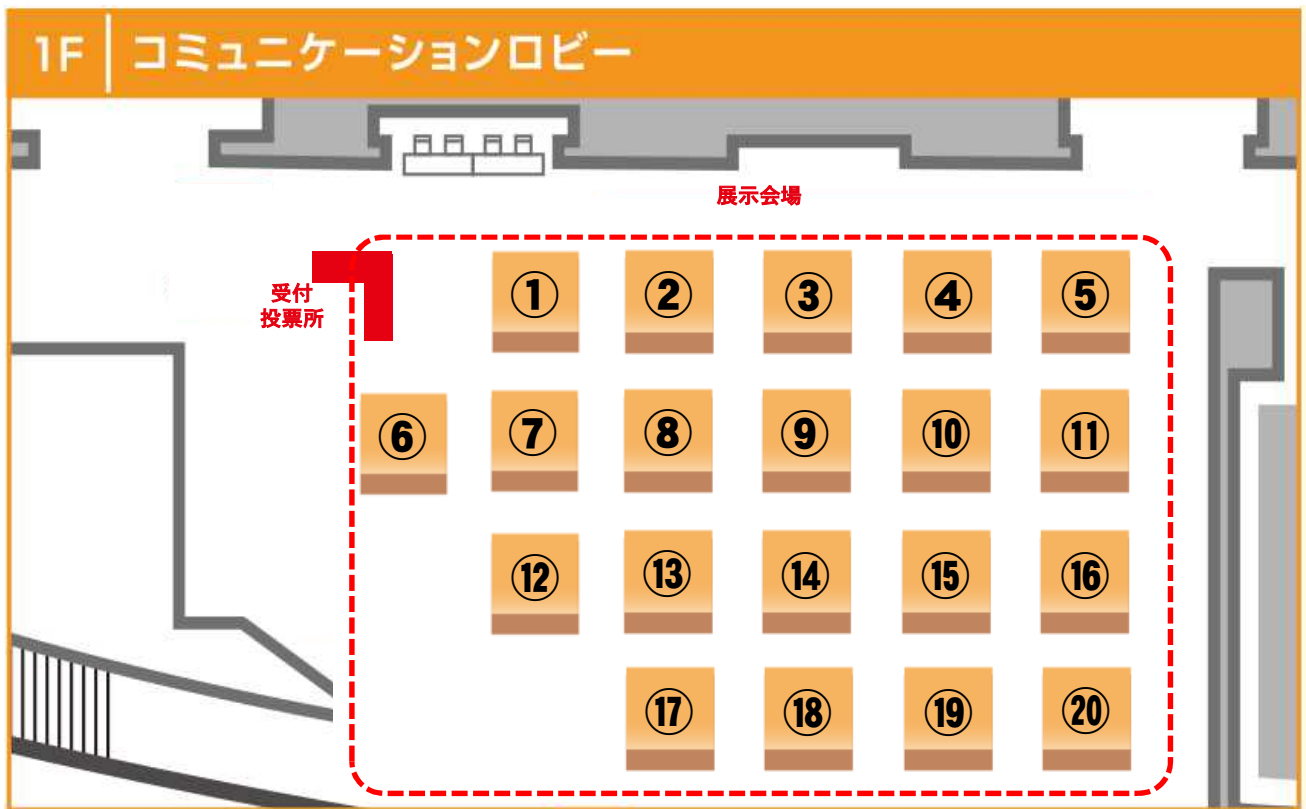 1F コミュニケーションロビー
展示会場
受付
投票所
① ② ③ ④ ⑤
⑥ ⑦ ⑧ ⑨ ⑩ ⑪
⑫ ⑬ ⑭ ⑮ ⑯
⑰ ⑱ ⑲ ⑳